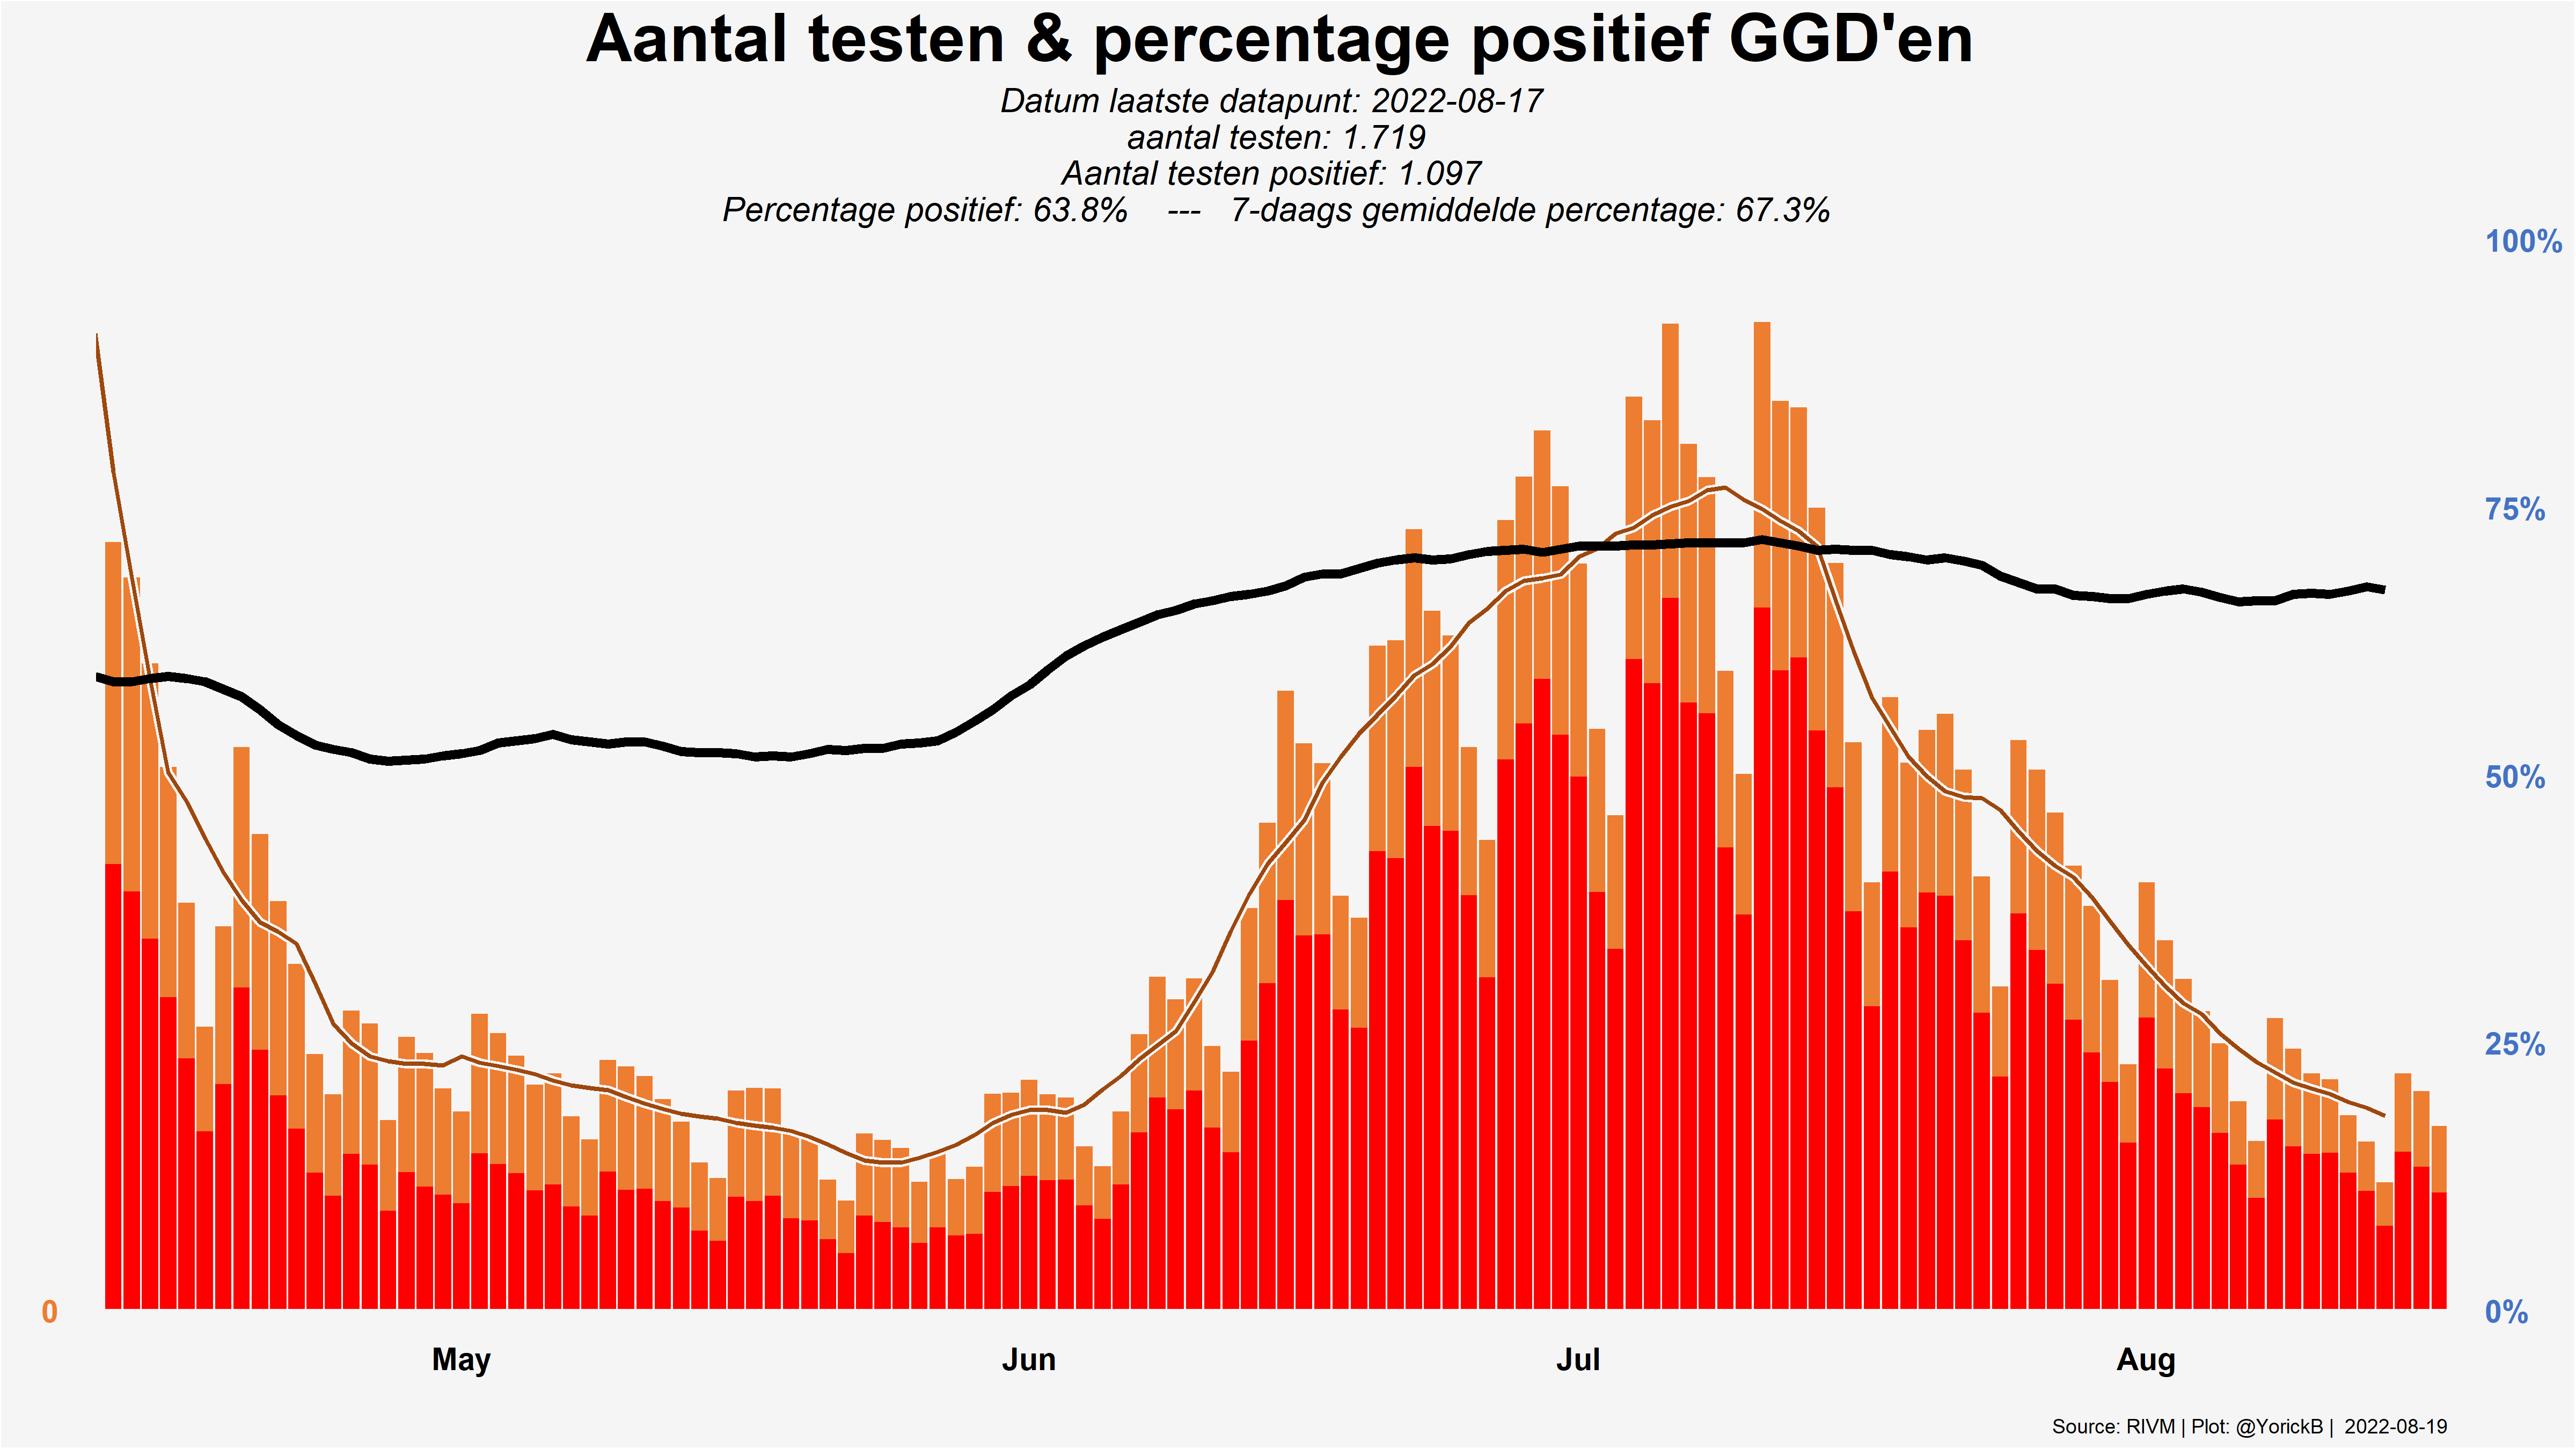 Aantal testen & percentage positief GGD'en
Datum laatste datapunt: 2022-08-17
aantal testen: 1.719
Aantal testen positief: 1.097
Percentage positief: 63.8% --- 7-daags gemiddelde percentage: 67.3%
100%
75%
50%
25%
0 0%
May Jun Jul Aug
Source: RIVM | Plot: @YorickB | 2022-08-19